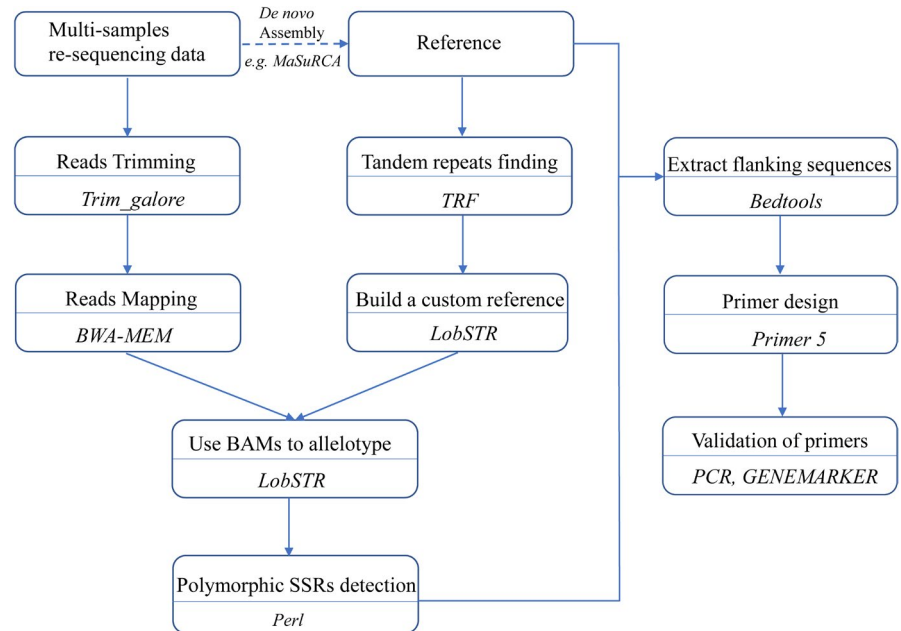 Multi-samples
re-sequencing data
De novo
Assembly
e.g. MaSuRCA
Reference
Reads Trimming
Trim_galore
Tandem repeats finding
TRF
Extract flanking sequences
Bedtools
Reads Mapping
BWA-MEM
Build a custom reference
LobSTR
Primer design
Primer 5
Use BAMs to allelotype
LobSTR
Validation of primers
PCR, GENEMARKER
Polymorphic SSRs detection
Perl